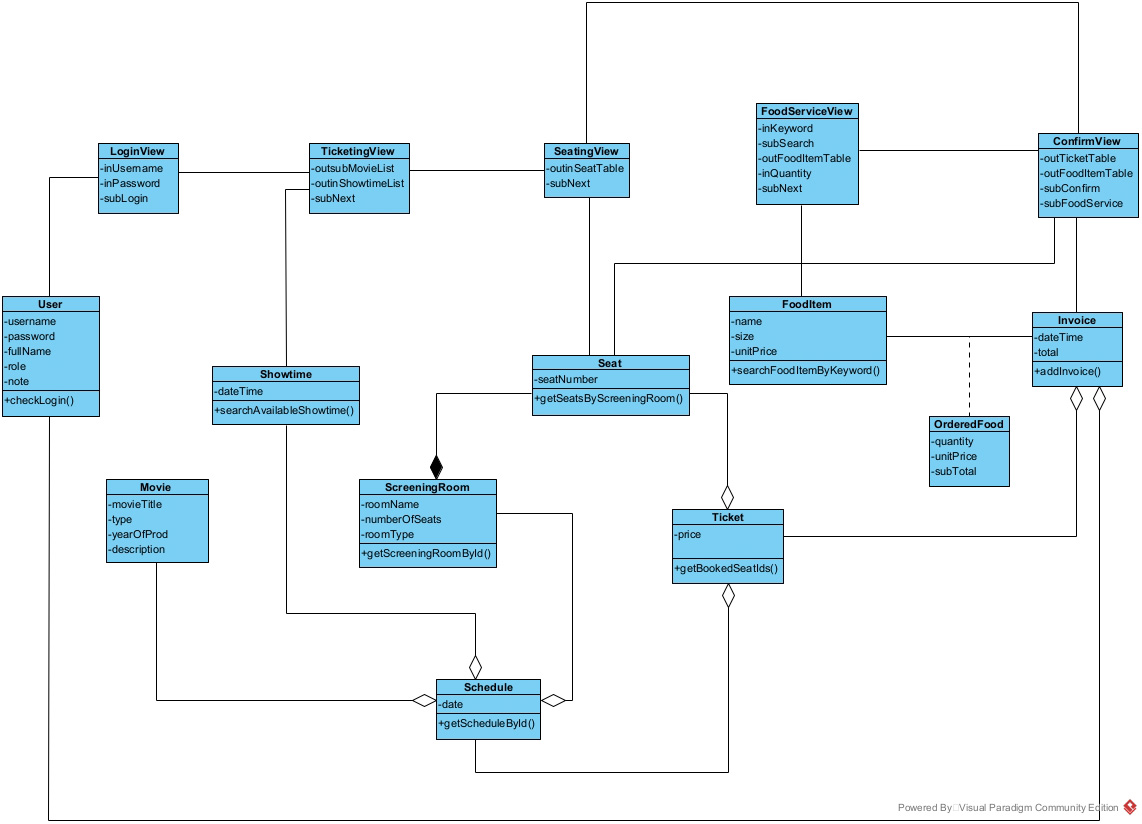 FoodServiceView
-inKeyword
-subSearch
-outFoodItemTable
-inQuantity
-subNext
ConfirmView
-outTicketTable
-outFoodItemTable
-subConfirm
-subFoodService
LoginView
-inUsername
-inPassword
-subLogin
TicketingView
-outsubMovieList
-outinShowtimeList
-subNext
SeatingView
-outinSeatTable
-subNext
User
-username
-password
-fullName
-role
-note
+checkLogin()
FoodItem
-name
-size
-unitPrice
+searchFoodItemByKeyword()
Invoice
-dateTime
-total
+addInvoice()
Showtime
-dateTime
+searchAvailableShowtime()
Seat
-seatNumber
+getSeatsByScreeningRoom()
OrderedFood
-quantity
-unitPrice
-subTotal
Movie
-movieTitle
-type
-yearOfProd
-description
ScreeningRoom
-roomName
-numberOfSeats
-roomType
+getScreeningRoomById()
Ticket
-price
+getBookedSeatIds()
Schedule
-date
+getScheduleById()
Powered By Visual Paradigm Community Edition